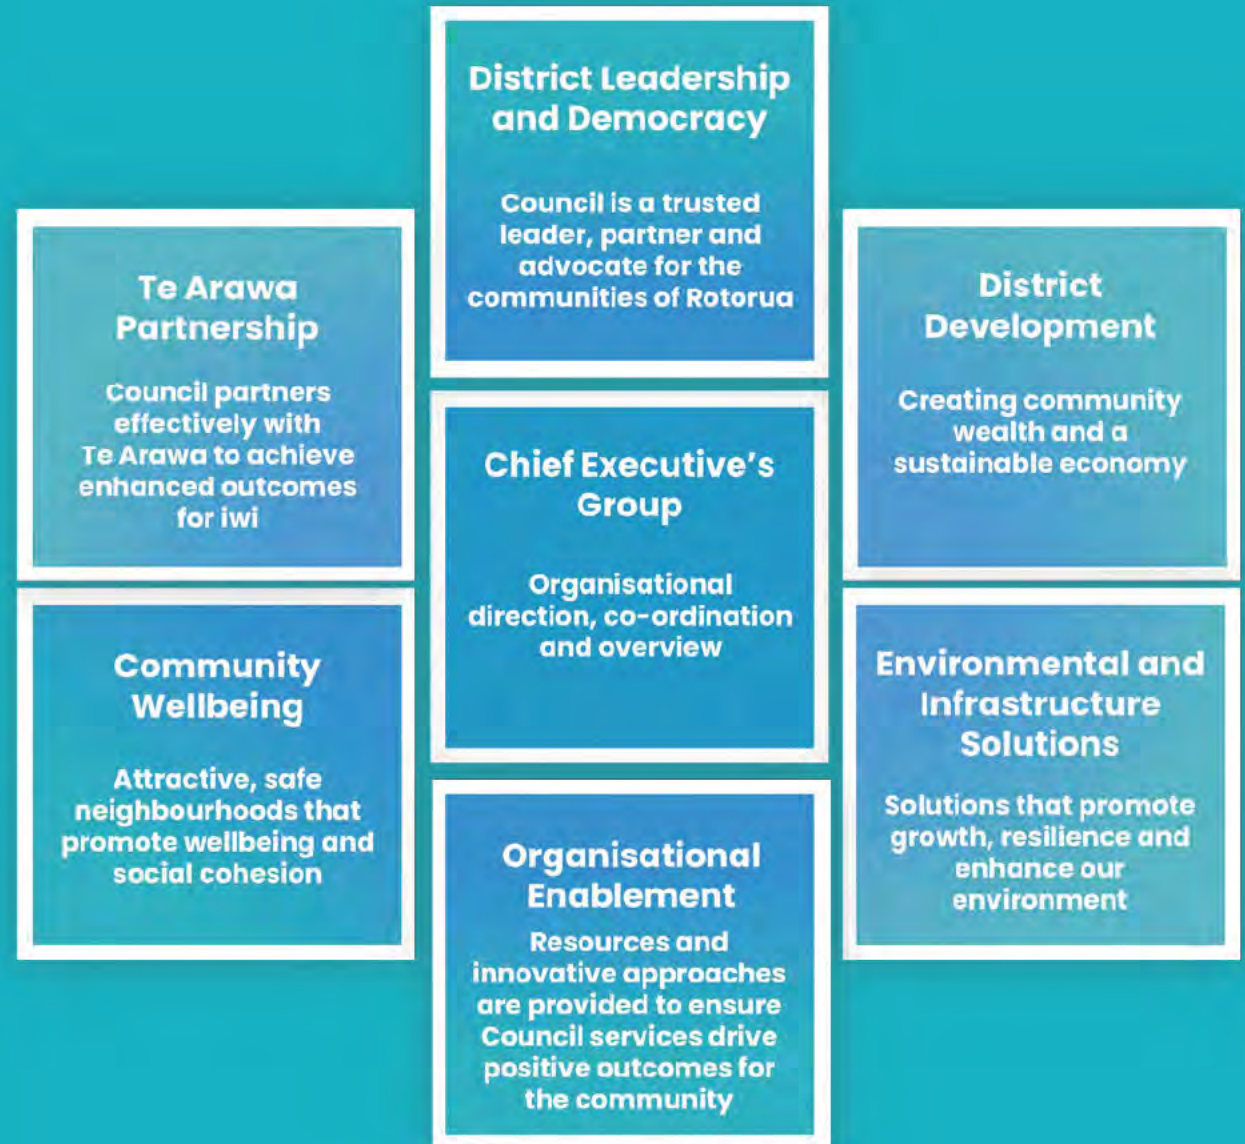 District Leadership
and Democracy
Council is a trusted
leader, partner and
advocate for the
communities of Rotorua
Te Arawa
Partnership
Council partners
effectively with
Te Arawa to achieve
enhanced outcomes
for iwi
District
Development
Creating community
wealth and a
sustainable economy
Chief Executive's
Group
Organisational
direction, co-ordination
and overview
Community
Wellbeing
Attractive, safe
neighbourhoods that
promote wellbeing and
social cohesion
Environmental and
Infrastructure
Solutions
Solutions that promote
growth, resilience and
enhance our
environment
Organisational
Enablement
Resources and
innovative approaches
are provided to ensure
Council services drive
positive outcomes for
the community